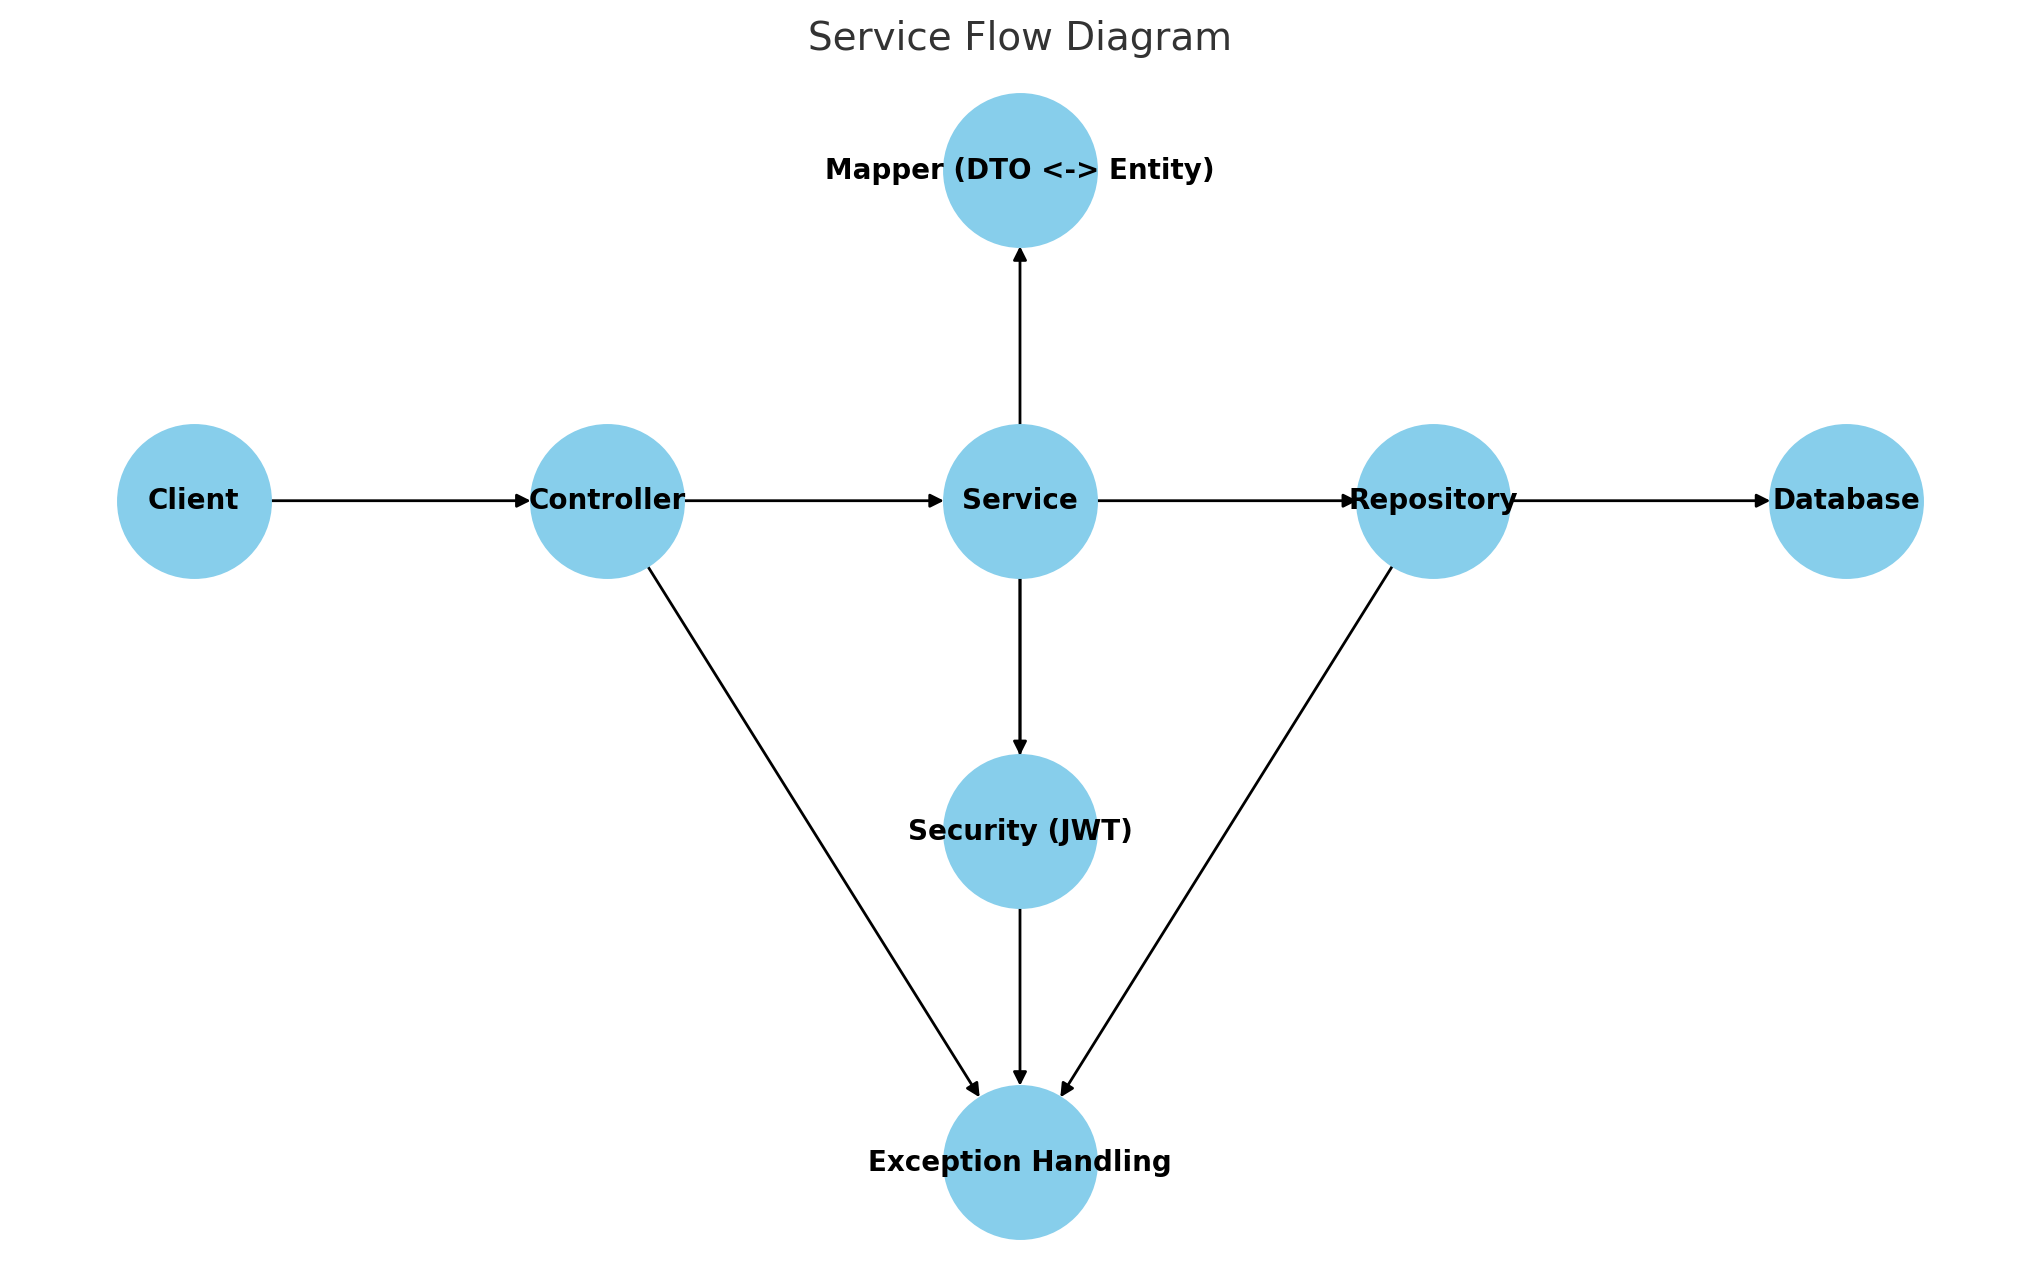 Service Flow Diagram
Mapper (DTO <-> Entity)
Client
Controller
Service
Repository
Database
Security (JWT)
Exception Handling